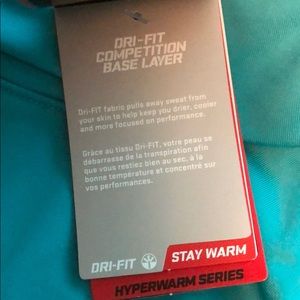 DRI-FIT
COMPETITION
BASE LAYER
Dri-FIT fabric pulls away sweat from
your skin to help keep you drier, cooler
and more focused on performance.
Grâce au tissu Dri-FIT, votre peau se
débarrasse de la transpiration afin
que vous restiez bien au sec, à la
bonne température et concentré sur
vos performances.
DRI-FIT STAY WARM
HYPERWARM SERIES